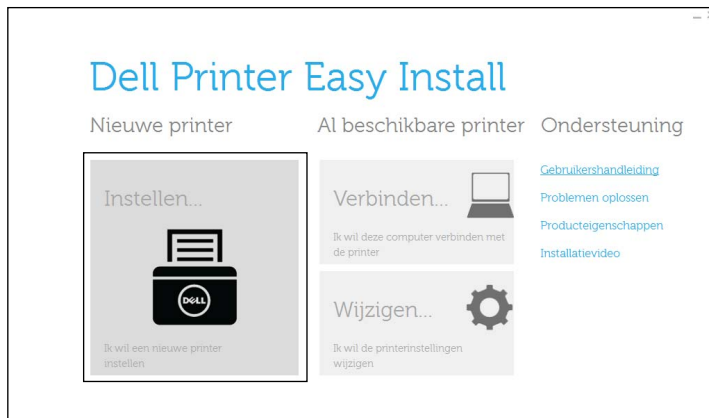 Dell Printer Easy Install
Nieuwe printer
Instellen...
DELL
Ik wil een nieuwe printer
instellen
Al beschikbare printer
Verbinden...
Ik wil deze computer verbinden met
de printer
Wijzigen...
Ik wil de printerinstellingen
wijzigen
Ondersteuning
Gebruikershandleiding
Problemen oplossen
Producteigenschappen
Installatievideo